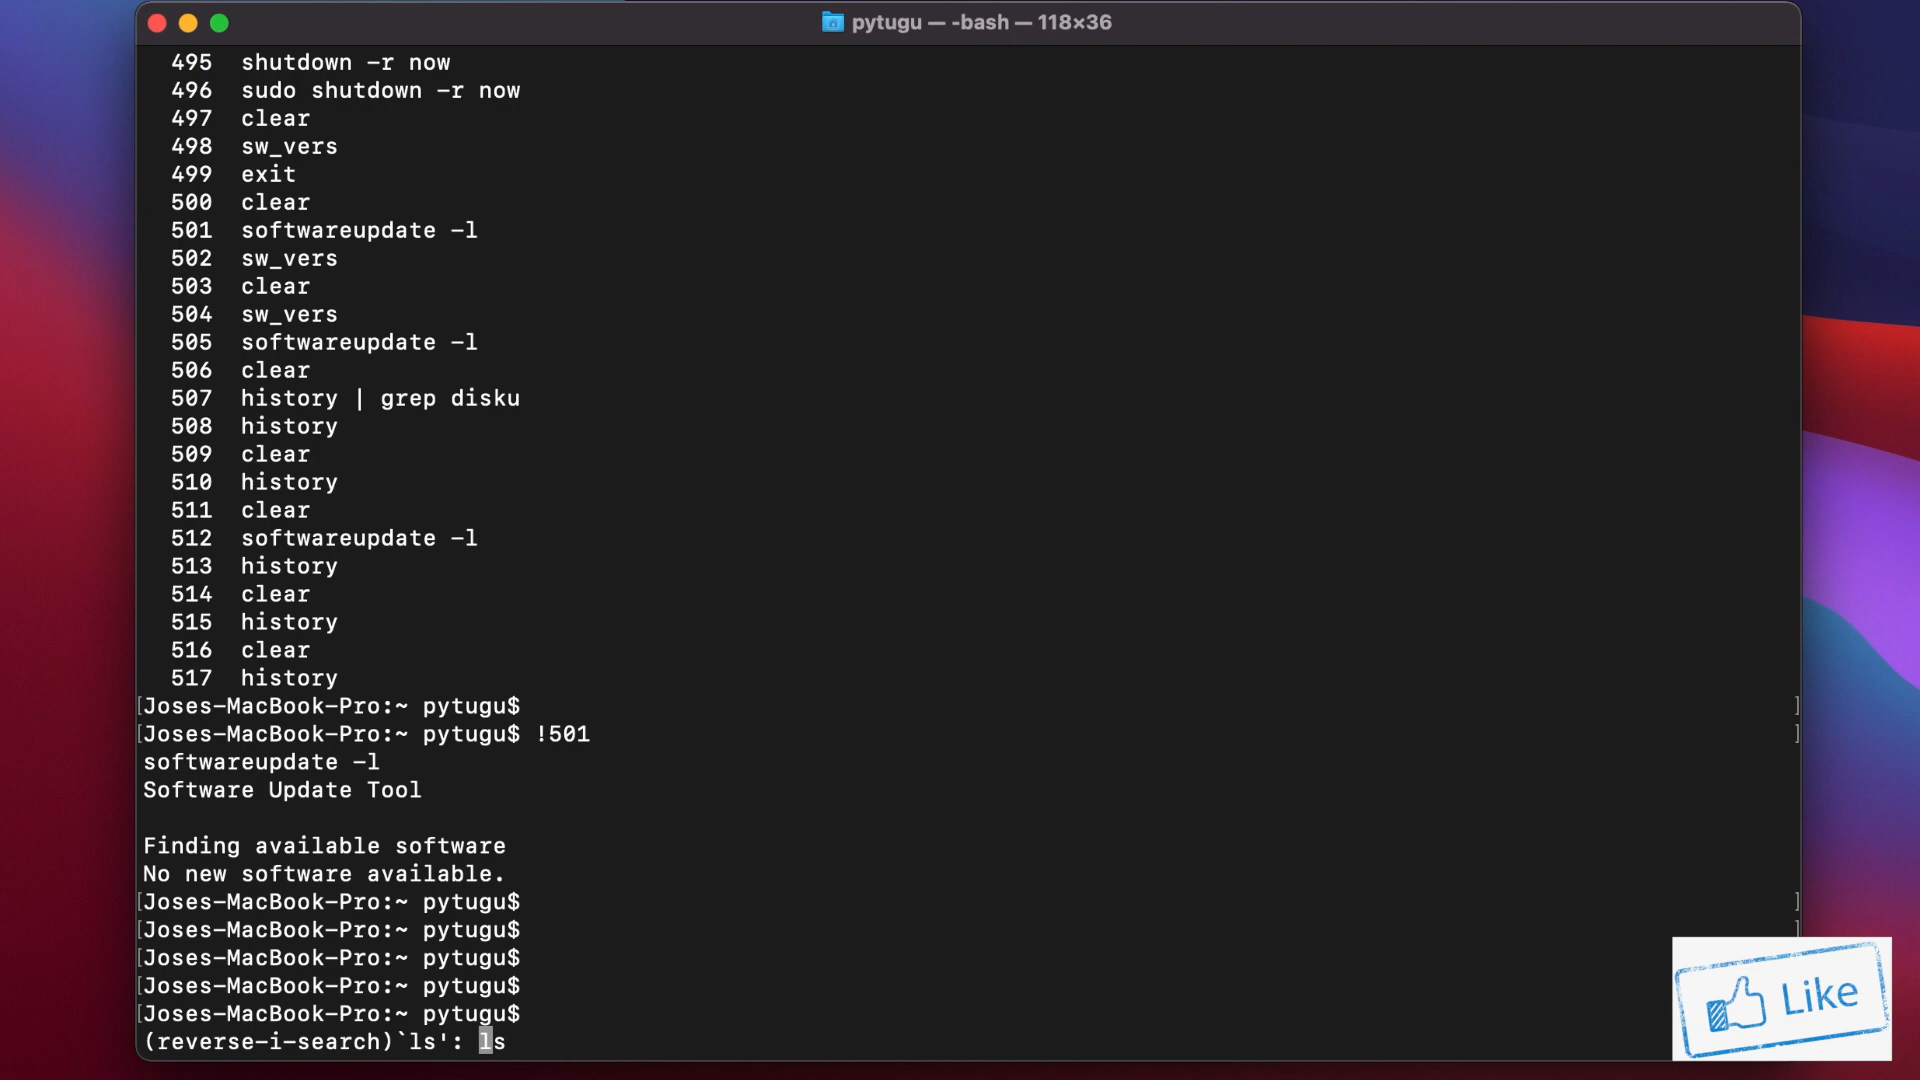 pytugu — -bash — 118×36
495 shutdown -r now
496 sudo shutdown -r now
497 clear
498 sw_vers
499 exit
500 clear
501 softwareupdate -l
502 sw_vers
503 clear
504 sw_vers
505 softwareupdate -l
506 clear
507 history | grep disku
508 history
509 clear
510 history
511 clear
512 softwareupdate -l
513 history
514 clear
515 history
516 clear
517 history
[Joses-MacBook-Pro:~ pytugu$ ]
[Joses-MacBook-Pro:~ pytugu$ !501 ]
softwareupdate -l
Software Update Tool
Finding available software
No new software available.
[Joses-MacBook-Pro:~ pytugu$ ]
[Joses-MacBook-Pro:~ pytugu$ ]
[Joses-MacBook-Pro:~ pytugu$
[Joses-MacBook-Pro:~ pytugu$
[Joses-MacBook-Pro:~ pytugu$
(reverse-i-search)`ls': ls
Like